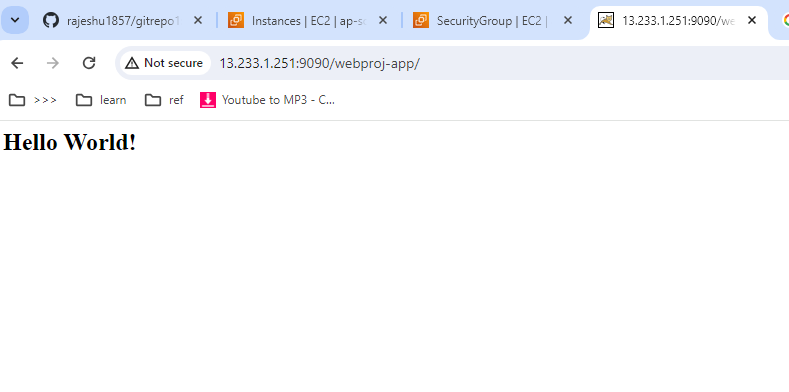 rajeshu1857/gitrepo1 Instances | EC2 | ap-so SecurityGroup | EC2 | 13.233.1.251:9090/we
Not secure 13.233.1.251:9090/webproj-app/
>>> learn ref Youtube to MP3 - C...
Hello World!